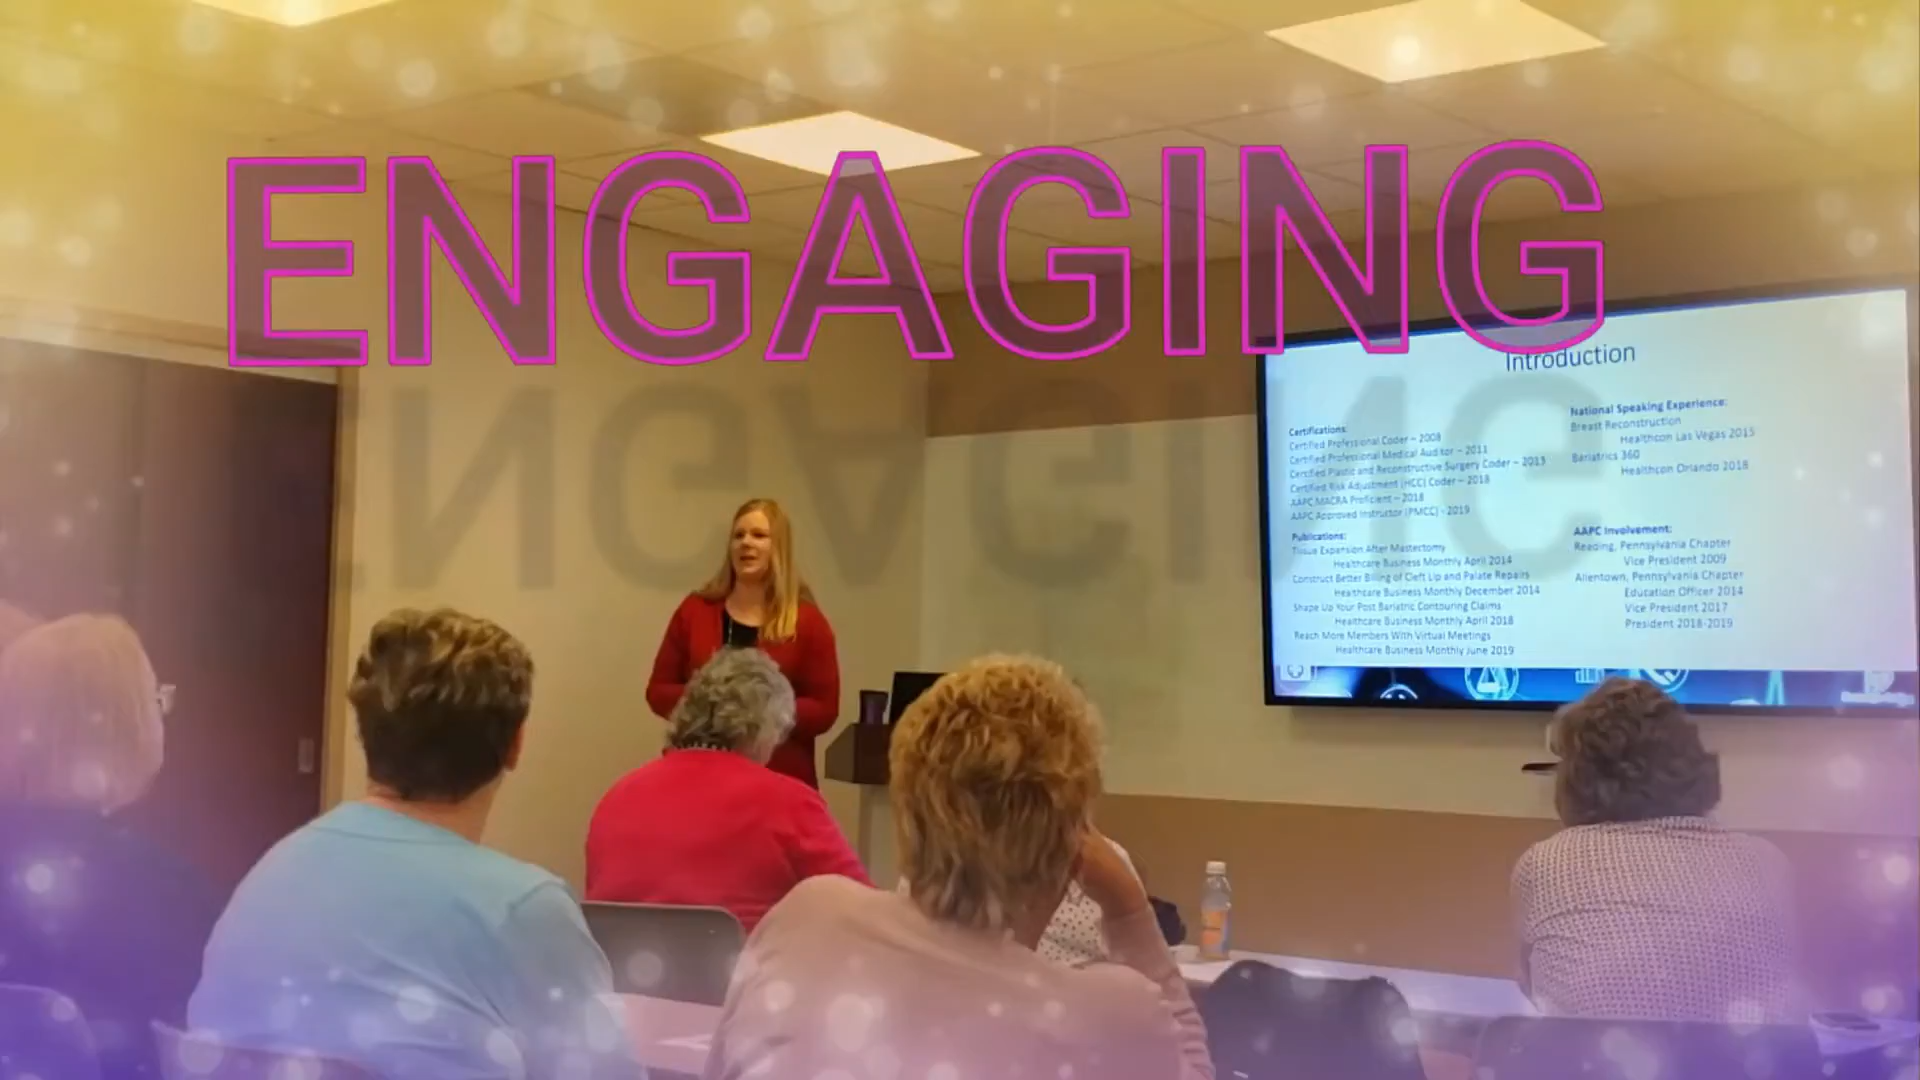 ENGAGING
Introduction
Certifications:
Certified Professional Coder – 2008
Certified Professional Medical Auditor – 2011
Certified Plastic and Reconstructive Surgery Coder – 2013
Certified Risk Adjustment (HCC) Coder – 2018
AAPC MACRA Proficient – 2018
AAPC Approved Instructor (PMCC) - 2019
Publications:
Tissue Expansion After Mastectomy
Healthcare Business Monthly April 2014
Construct Better Billing of Cleft Lip and Palate Repairs
Healthcare Business Monthly December 2014
Shape Up Your Post Bariatric Contouring Claims
Healthcare Business Monthly April 2018
Reach More Members With Virtual Meetings
Healthcare Business Monthly June 2019
National Speaking Experience:
Breast Reconstruction
Healthcon Las Vegas 2015
Bariatrics 360
Healthcon Orlando 2018
AAPC Involvement:
Reading, Pennsylvania Chapter
Vice President 2009
Allentown, Pennsylvania Chapter
Education Officer 2014
Vice President 2017
President 2018-2019